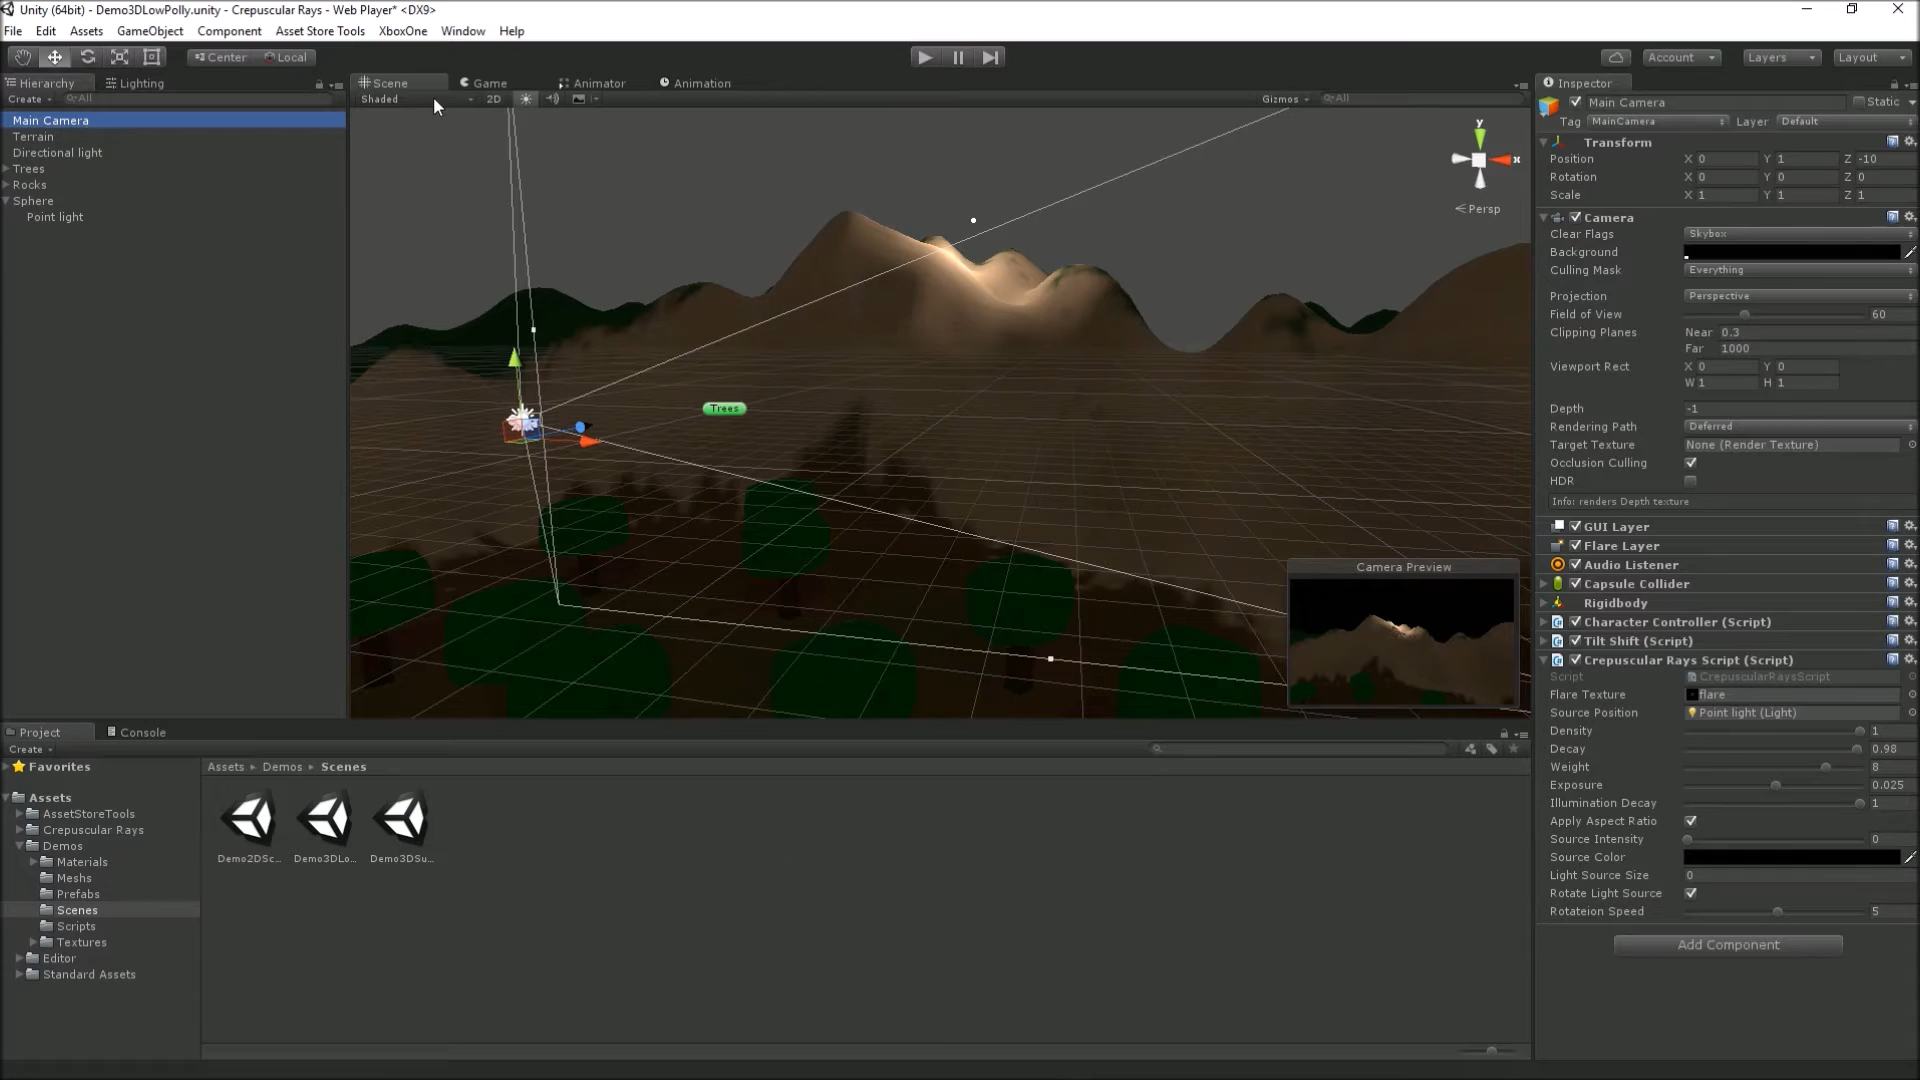 Unity (64bit) - Demo3DLowPolly.unity - Crepuscular Rays - Web Player* <DX9>
File Edit Assets GameObject Component Asset Store Tools XboxOne Window Help
Center Local
Account Layers Layout
Hierarchy Lighting
Create All
Main Camera
Terrain
Directional light
Trees
Rocks
Sphere
Point light
Scene Game Animator Animation
Shaded 2D Gizmos All
y
x
Persp
Trees
Camera Preview
Inspector
Main Camera Static
Tag MainCamera Layer Default
Transform
Position X 0 Y 1 Z -10
Rotation X 0 Y 0 Z 0
Scale X 1 Y 1 Z 1
Camera
Clear Flags Skybox
Background
Culling Mask Everything
Projection Perspective
Field of View 60
Clipping Planes Near 0.3
Far 1000
Viewport Rect X 0 Y 0
W 1 H 1
Depth -1
Rendering Path Deferred
Target Texture None (Render Texture)
Occlusion Culling
HDR
Info: renders Depth texture
GUI Layer
Flare Layer
Audio Listener
Capsule Collider
Rigidbody
Character Controller (Script)
Tilt Shift (Script)
Crepuscular Rays Script (Script)
Script CrepuscularRaysScript
Flare Texture flare
Source Position Point light (Light)
Density 1
Decay 0.98
Weight 8
Exposure 0.025
Illumination Decay 1
Apply Aspect Ratio
Source Intensity 0
Source Color
Light Source Size 0
Rotate Light Source
Rotateion Speed 5
Add Component
Project Console
Create
Favorites
Assets
AssetStoreTools
Crepuscular Rays
Demos
Materials
Meshes
Prefabs
Scenes
Scripts
Textures
Editor
Standard Assets
Assets Demos Scenes
Demo2DSc... Demo3DLo... Demo3DSu...